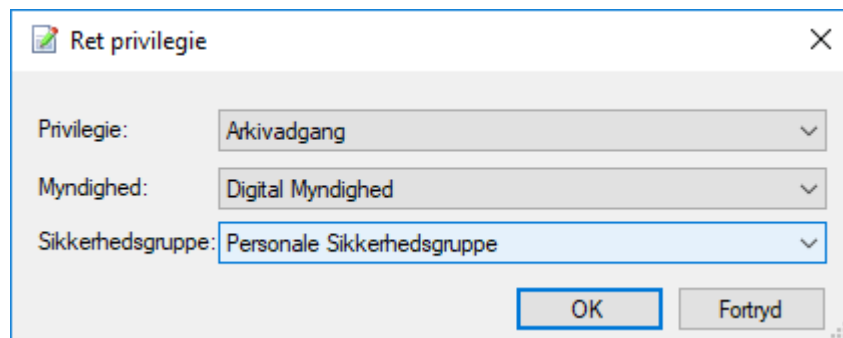 Ret privilegie
Privilegie: Arkivadgang
Myndighed: Digital Myndighed
Sikkerhedsgruppe: Personale Sikkerhedsgruppe
OK Fortryd